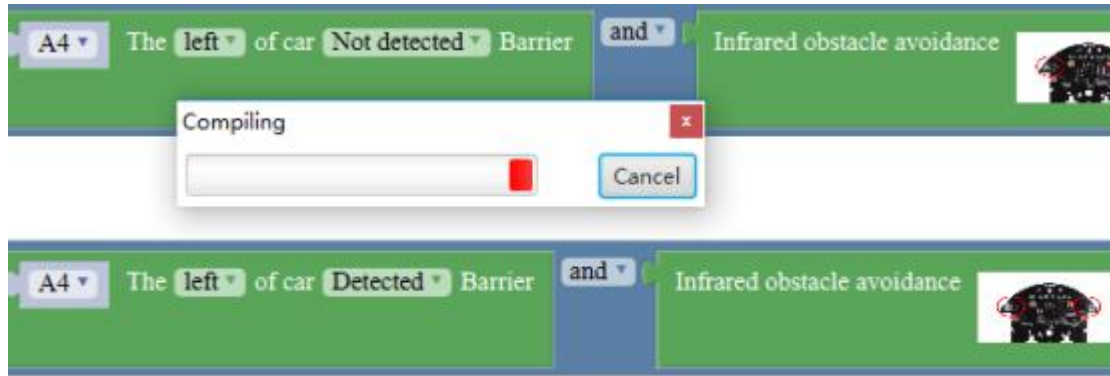 A4 The left of car Not detected Barrier and Infrared obstacle avoidance
Compiling x
Cancel
A4 The left of car Detected Barrier and Infrared obstacle avoidance